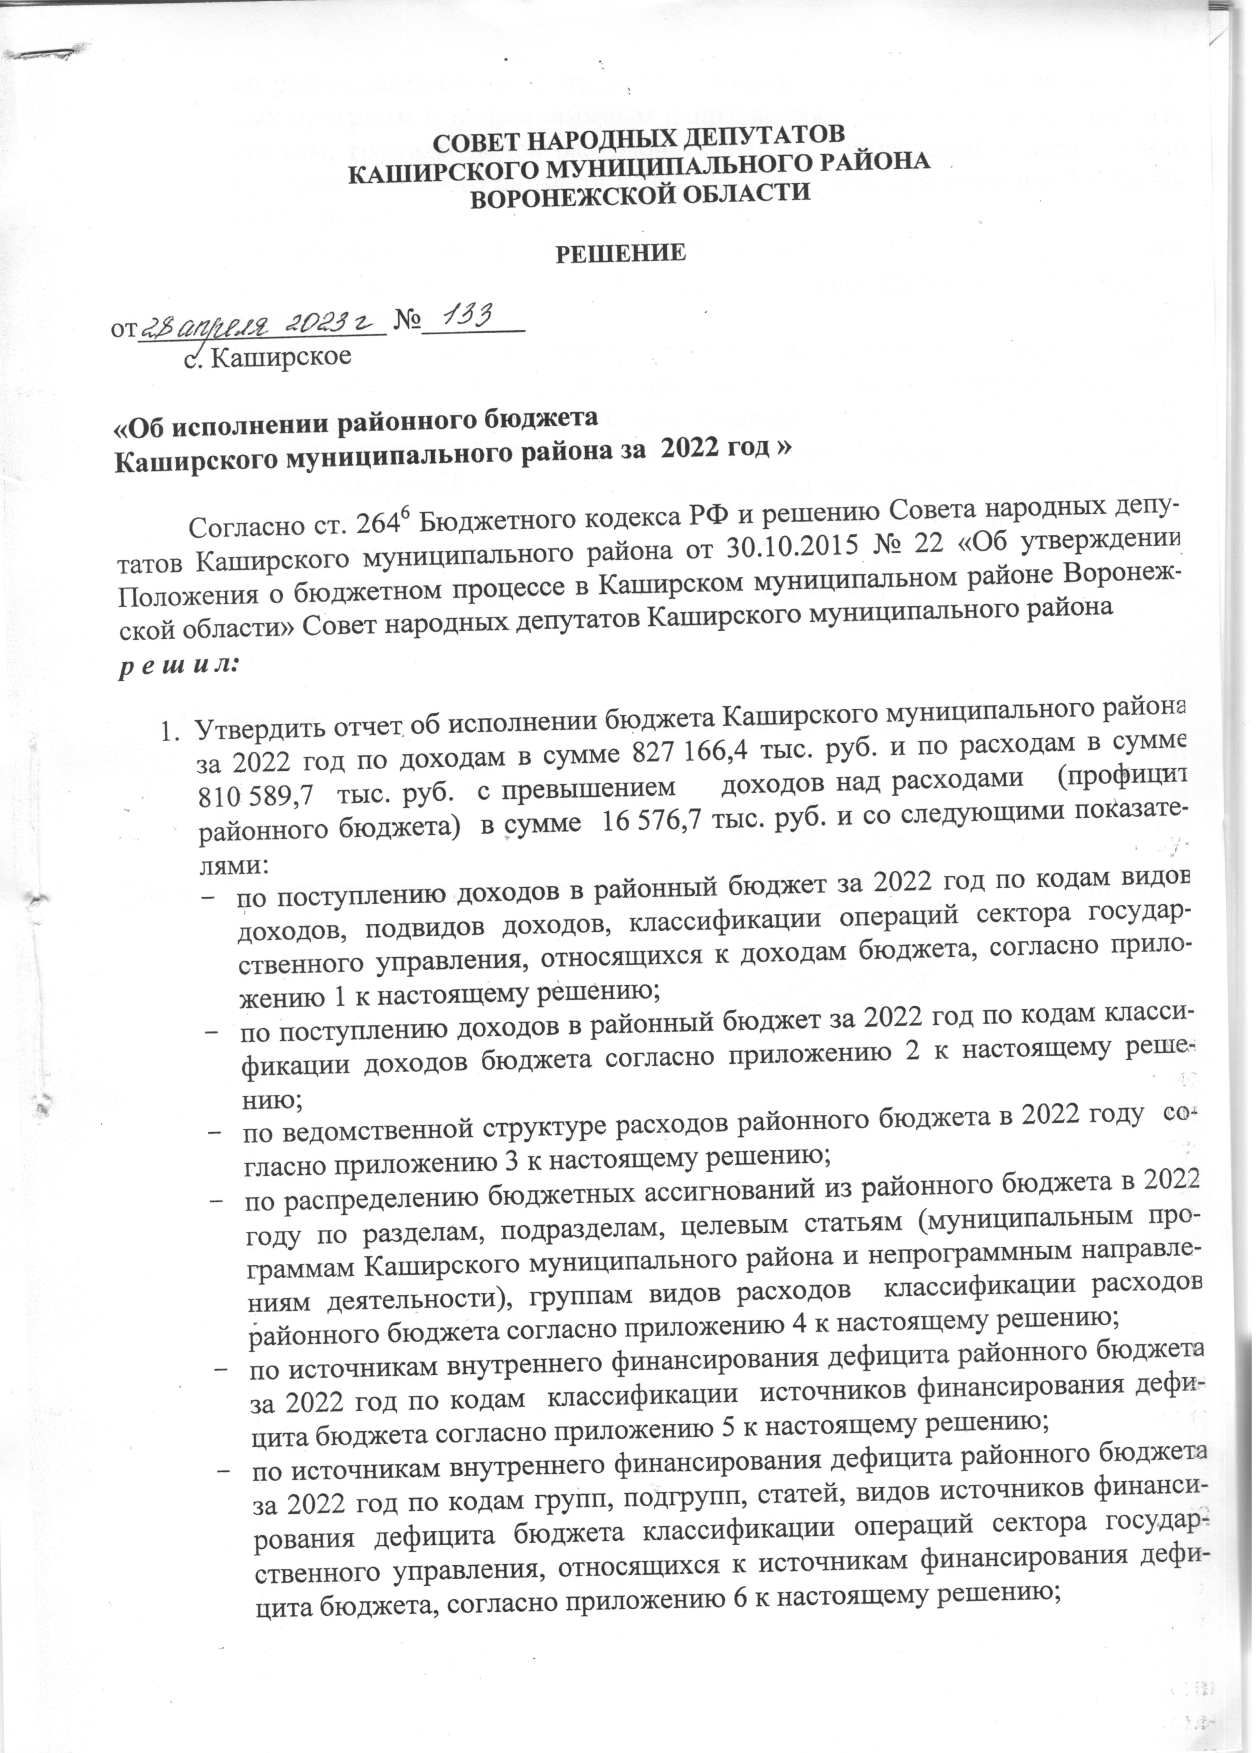 СОВЕТ НАРОДНЫХ ДЕПУТАТОВ
КАШИРСКОГО МУНИЦИПАЛЬНОГО РАЙОНА
ВОРОНЕЖСКОЙ ОБЛАСТИ
РЕШЕНИЕ
от 28 апреля 2023 г № 133
с. Каширское
«Об исполнении районного бюджета
Каширского муниципального района за 2022 год »
Согласно ст. 264⁶ Бюджетного кодекса РФ и решению Совета народных депу-
татов Каширского муниципального района от 30.10.2015 № 22 «Об утверждении
Положения о бюджетном процессе в Каширском муниципальном районе Воронеж-
ской области» Совет народных депутатов Каширского муниципального района
р е ш и л:
1. Утвердить отчет об исполнении бюджета Каширского муниципального района
за 2022 год по доходам в сумме 827 166,4 тыс. руб. и по расходам в сумме
810 589,7 тыс. руб. с превышением доходов над расходами (профицит
районного бюджета) в сумме 16 576,7 тыс. руб. и со следующими показате-
лями:
− по поступлению доходов в районный бюджет за 2022 год по кодам видов
доходов, подвидов доходов, классификации операций сектора государ-
ственного управления, относящихся к доходам бюджета, согласно прило-
жению 1 к настоящему решению;
− по поступлению доходов в районный бюджет за 2022 год по кодам класси-
фикации доходов бюджета согласно приложению 2 к настоящему реше-
нию;
− по ведомственной структуре расходов районного бюджета в 2022 году со-
гласно приложению 3 к настоящему решению;
− по распределению бюджетных ассигнований из районного бюджета в 2022
году по разделам, подразделам, целевым статьям (муниципальным про-
граммам Каширского муниципального района и непрограммным направле-
ниям деятельности), группам видов расходов классификации расходов
районного бюджета согласно приложению 4 к настоящему решению;
− по источникам внутреннего финансирования дефицита районного бюджета
за 2022 год по кодам классификации источников финансирования дефи-
цита бюджета согласно приложению 5 к настоящему решению;
− по источникам внутреннего финансирования дефицита районного бюджета
за 2022 год по кодам групп, подгрупп, статей, видов источников финанси-
рования дефицита бюджета классификации операций сектора государ-
ственного управления, относящихся к источникам финансирования дефи-
цита бюджета, согласно приложению 6 к настоящему решению;